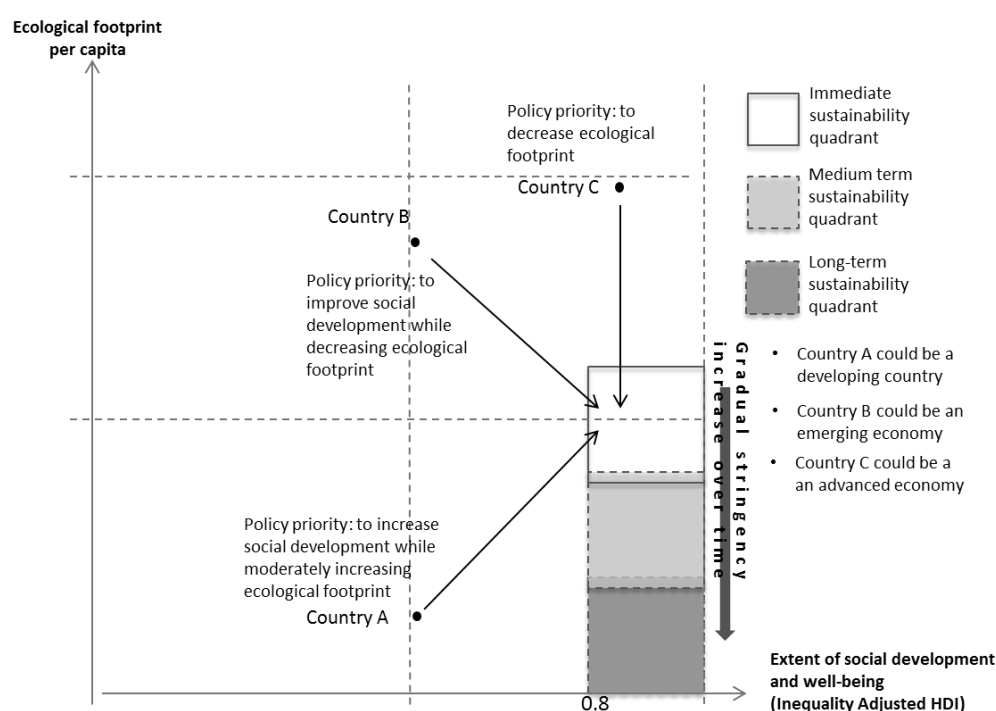 Ecological footprint
per capita
Policy priority: to
decrease ecological
footprint
Country C
Country B
Policy priority: to
improve social
development while
decreasing ecological
footprint
Policy priority: to increase
social development while
moderately increasing
ecological footprint
Country A
0.8
Immediate
sustainability
quadrant
Medium term
sustainability
quadrant
Long-term
sustainability
quadrant
Gradual stringency
increase over time
• Country A could be a
developing country
• Country B could be an
emerging economy
• Country C could be a
an advanced economy
Extent of social development
and well-being
(Inequality Adjusted HDI)